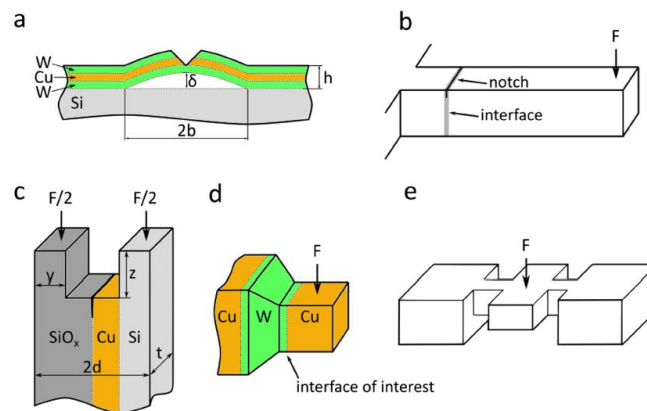 a
W
Cu
W
Si
δ
h
2b
b
F
notch
interface
c
F/2
F/2
y
z
SiOₓ
Cu
Si
2d
t
d
F
Cu
W
Cu
interface of interest
e
F